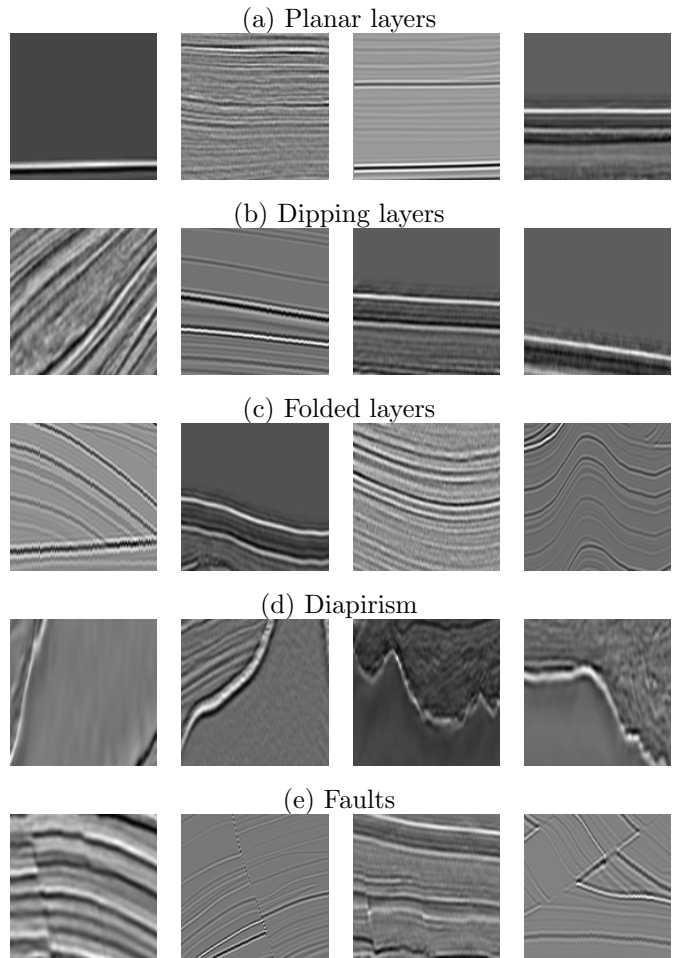 (a) Planar layers
(b) Dipping layers
(c) Folded layers
(d) Diapirism
(e) Faults